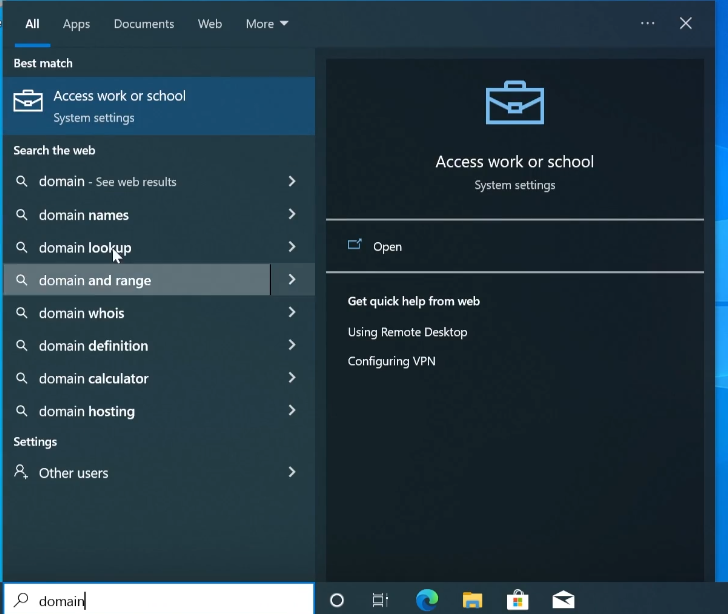 All Apps Documents Web More
Best match
Access work or school
System settings
Search the web
domain - See web results
domain names
domain lookup
domain and range
domain whois
domain definition
domain calculator
domain hosting
Settings
Other users
domain
Access work or school
System settings
Open
Get quick help from web
Using Remote Desktop
Configuring VPN